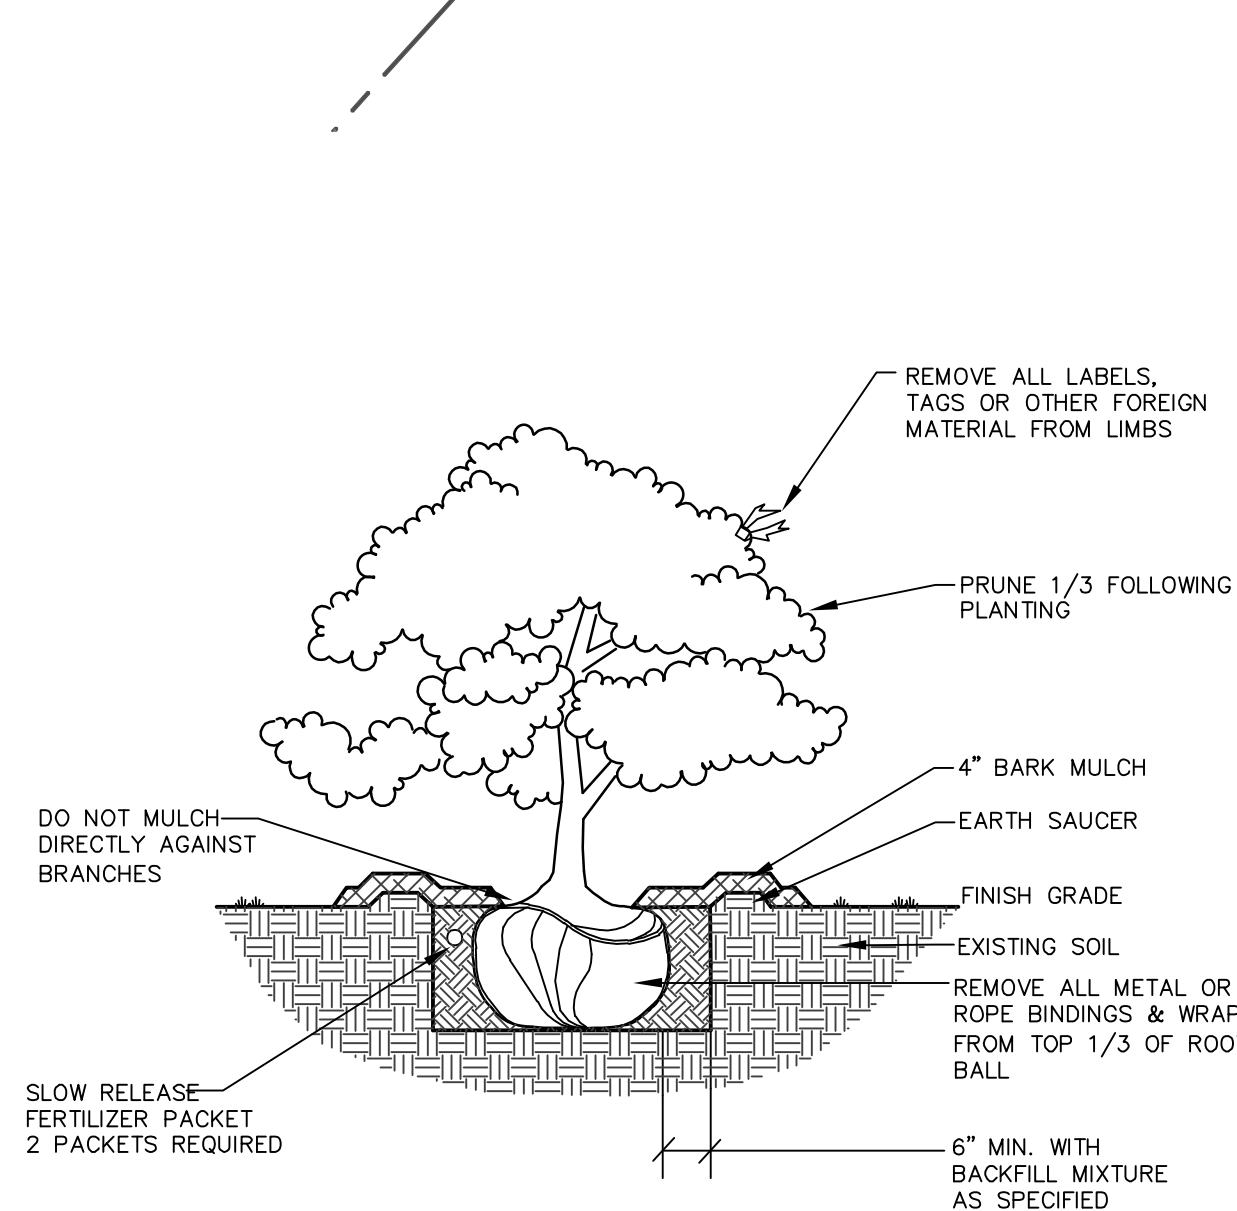 REMOVE ALL LABELS,
TAGS OR OTHER FOREIGN
MATERIAL FROM LIMBS
PRUNE 1/3 FOLLOWING
PLANTING
4" BARK MULCH
EARTH SAUCER
FINISH GRADE
EXISTING SOIL
REMOVE ALL METAL OR
ROPE BINDINGS & WRAP
FROM TOP 1/3 OF
BALL
6" MIN. WITH
BACKFILL MIXTURE
AS SPECIFIED
DO NOT MULCH
DIRECTLY AGAINST
BRANCHES
SLOW RELEASE
FERTILIZER PACKET
2 PACKETS REQUIRED